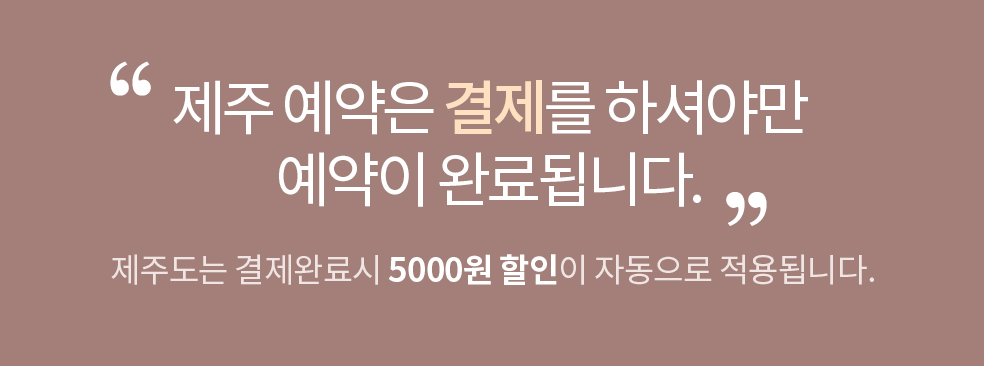 “ 제주 예약은 결제를 하셔야만
예약이 완료됩니다. ”
제주도는 결제완료시 5000원 할인이 자동으로 적용됩니다.